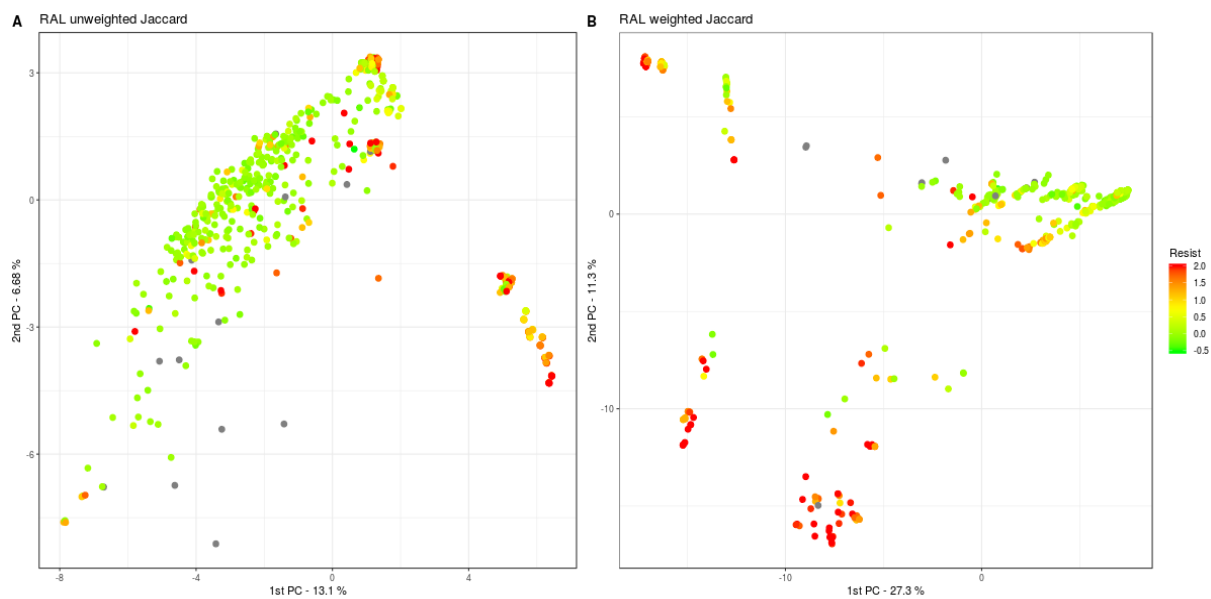 A RAL unweighted Jaccard
3
0
-3
-6
2nd PC - 6.68 %
-8 -4 0 4
1st PC - 13.1 %
B RAL weighted Jaccard
0
-10
2nd PC - 11.3 %
-10 0
1st PC - 27.3 %
Resist
2.0
1.5
1.0
0.5
0.0
-0.5